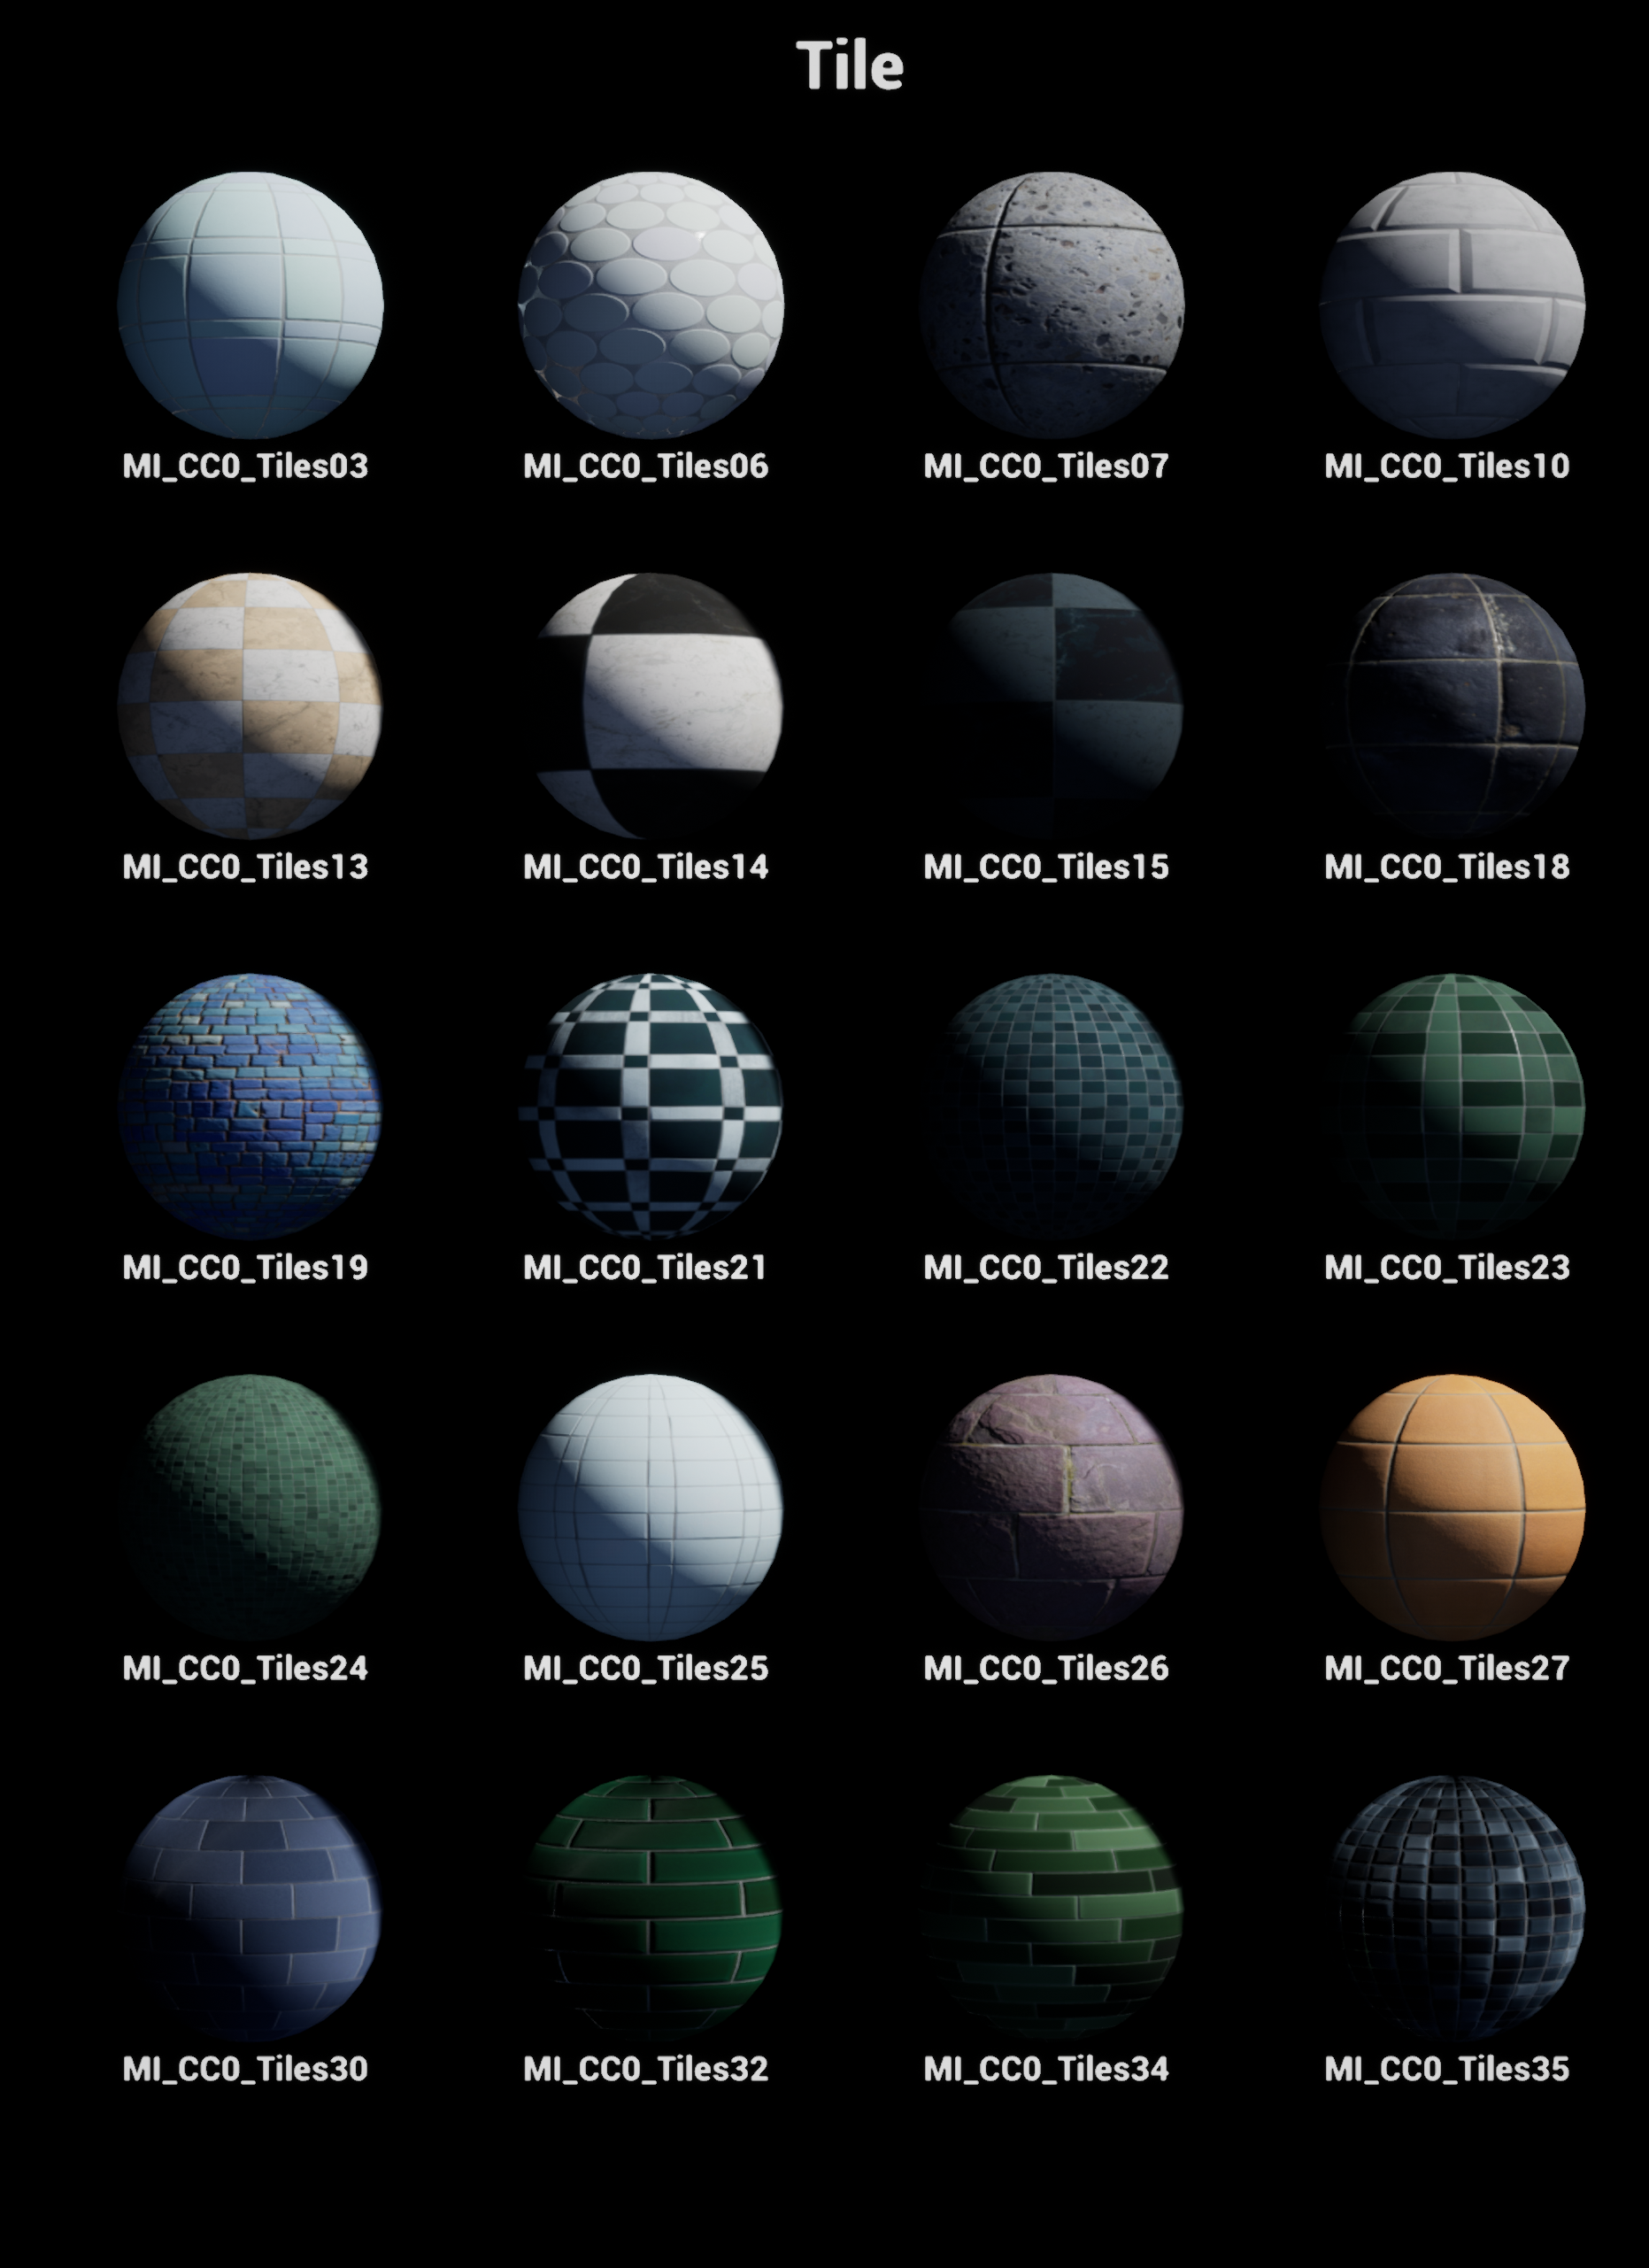 Tile
MI_CC0_Tiles03 MI_CC0_Tiles06 MI_CC0_Tiles07 MI_CC0_Tiles10
MI_CC0_Tiles13 MI_CC0_Tiles14 MI_CC0_Tiles15 MI_CC0_Tiles18
MI_CC0_Tiles19 MI_CC0_Tiles21 MI_CC0_Tiles22 MI_CC0_Tiles23
MI_CC0_Tiles24 MI_CC0_Tiles25 MI_CC0_Tiles26 MI_CC0_Tiles27
MI_CC0_Tiles30 MI_CC0_Tiles32 MI_CC0_Tiles34 MI_CC0_Tiles35